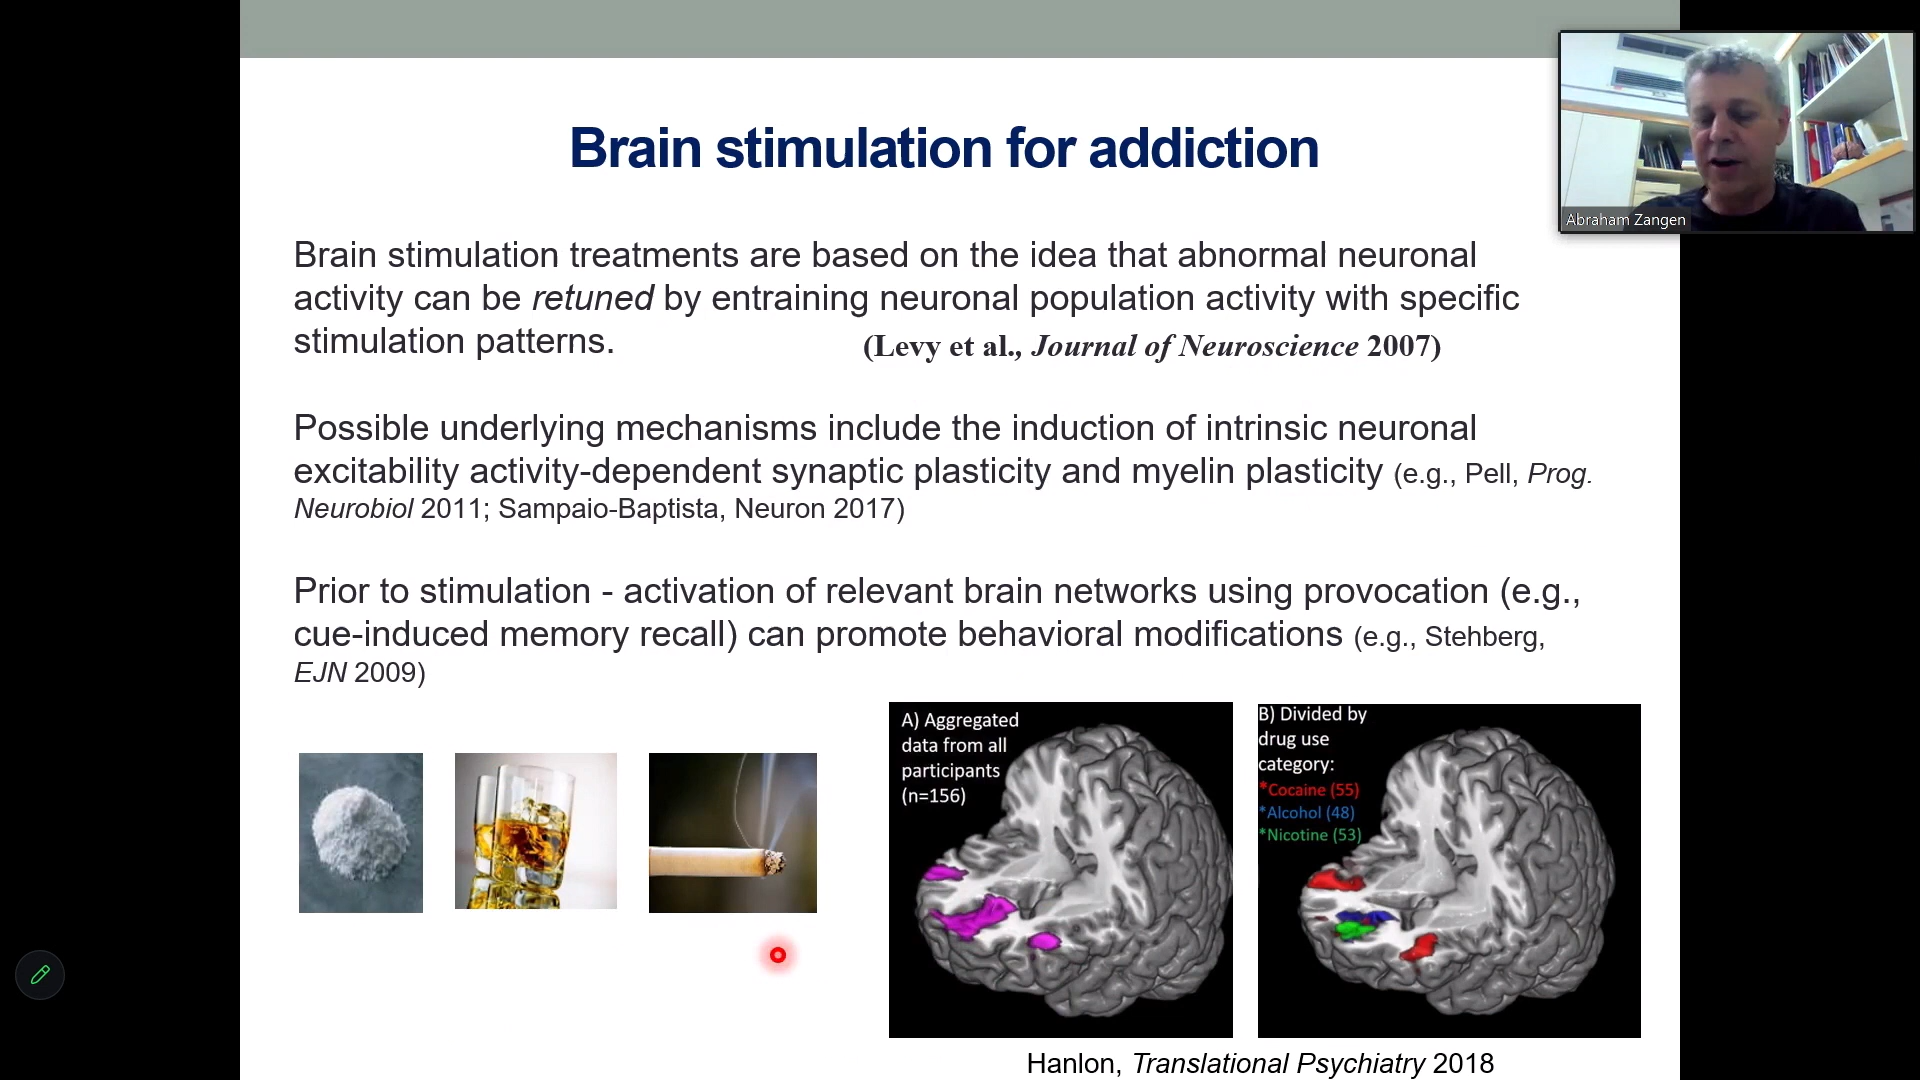 Brain stimulation for addiction
Abraham Zangen
Brain stimulation treatments are based on the idea that abnormal neuronal
activity can be retuned by entraining neuronal population activity with specific
stimulation patterns.
(Levy et al., Journal of Neuroscience 2007)
Possible underlying mechanisms include the induction of intrinsic neuronal
excitability activity-dependent synaptic plasticity and myelin plasticity (e.g., Pell, Prog.
Neurobiol 2011; Sampaio-Baptista, Neuron 2017)
Prior to stimulation - activation of relevant brain networks using provocation (e.g.,
cue-induced memory recall) can promote behavioral modifications (e.g., Stehberg,
EJN 2009)
A) Aggregated
data from all
participants
(n=156)
B) Divided by
drug use
category:
*Cocaine (55)
*Alcohol (48)
*Nicotine (53)
Hanlon, Translational Psychiatry 2018